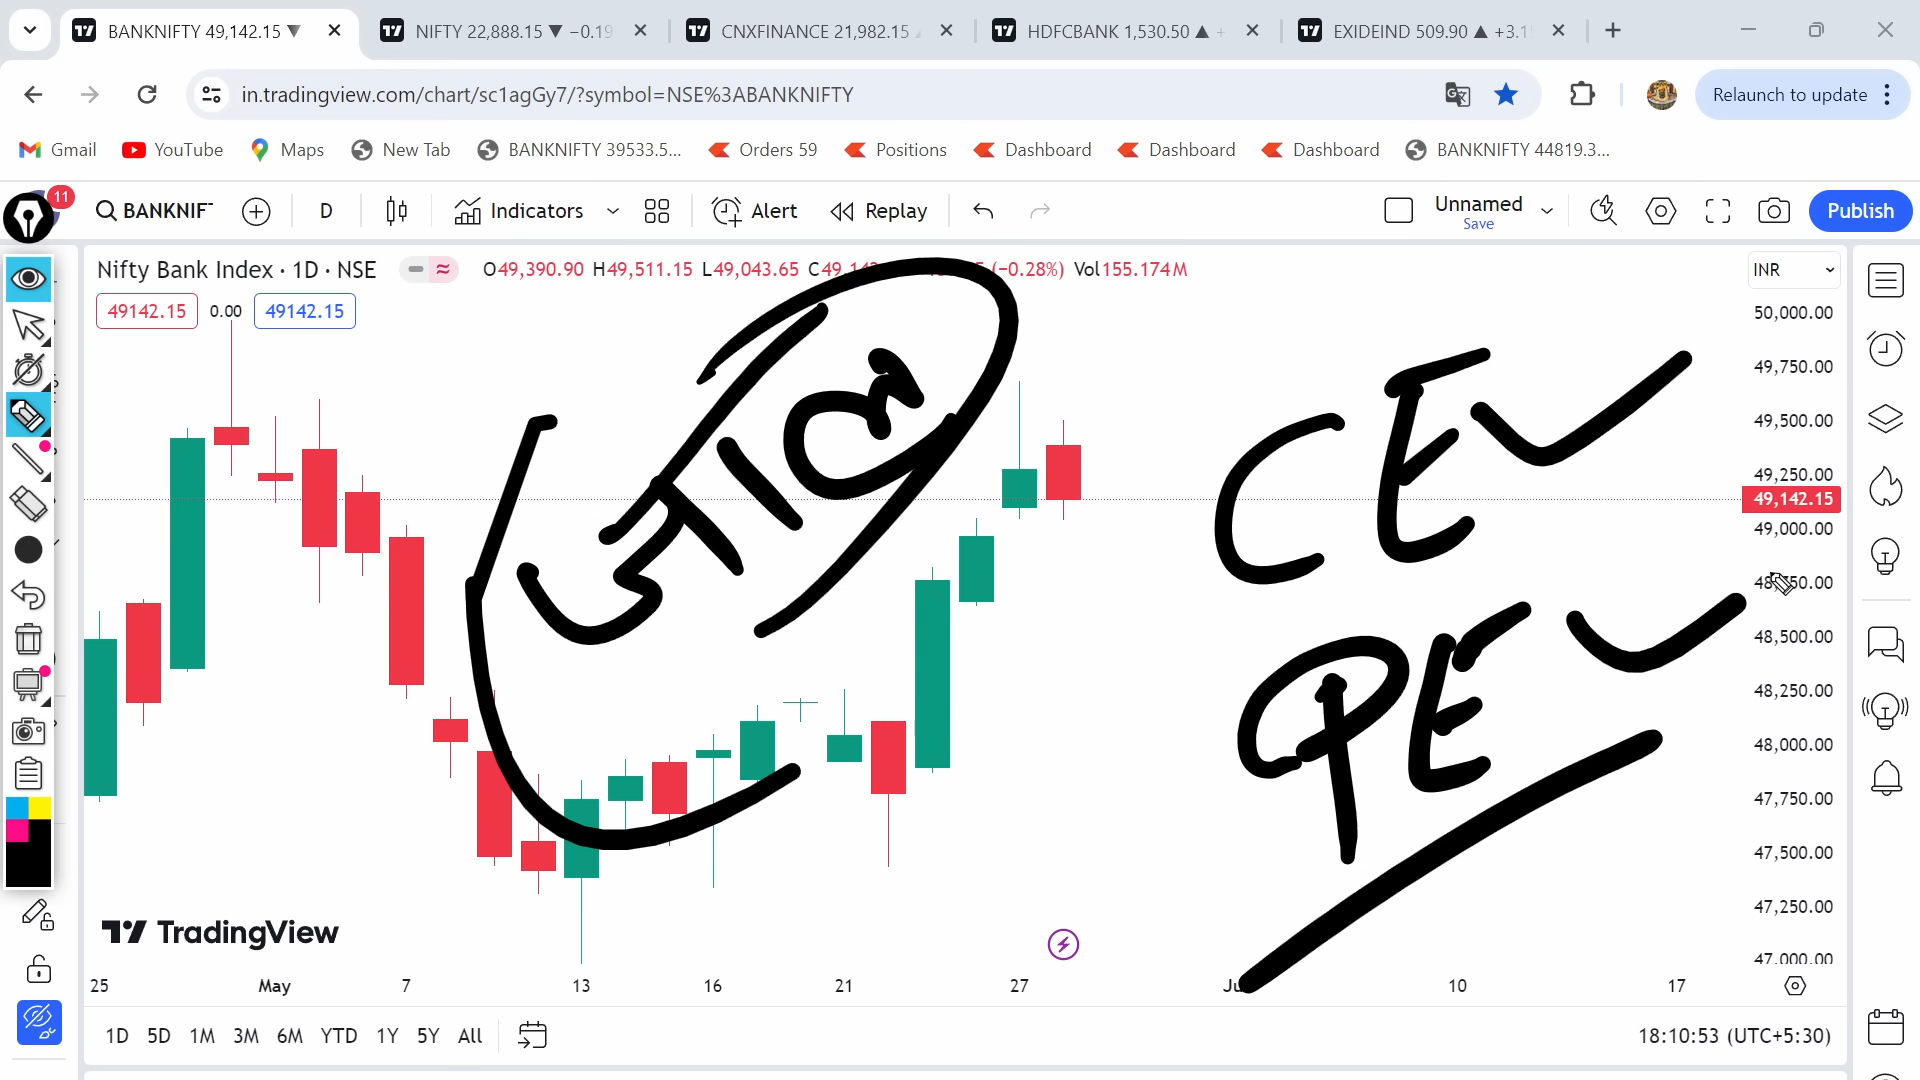 BANKNIFTY 49,142.15 ▼
NIFTY 22,888.15 ▼ −0.19
CNXFINANCE 21,982.15
HDFCBANK 1,530.50 ▲ +
EXIDEIND 509.90 ▲ +3.1
in.tradingview.com/chart/sc1agGy7/?symbol=NSE%3ABANKNIFTY
Relaunch to update
Gmail YouTube Maps New Tab BANKNIFTY 39533.5... Orders 59 Positions Dashboard Dashboard Dashboard BANKNIFTY 44819.3...
11
BANKNIF D Indicators Alert Replay Unnamed
Save
Publish
Nifty Bank Index · 1D · NSE O49,390.90 H49,511.15 L49,043.65 (−0.28%) Vol155.174M
INR
49142.15 0.00 49142.15
50,000.00
49,750.00
49,500.00
49,250.00
49,142.15
49,000.00
48,500.00
48,250.00
48,000.00
47,750.00
47,500.00
47,250.00
47,000.00
CE
PE
TradingView
25 May 7 13 16 21 27 10 17
1D 5D 1M 3M 6M YTD 1Y 5Y All
18:10:53 (UTC+5:30)